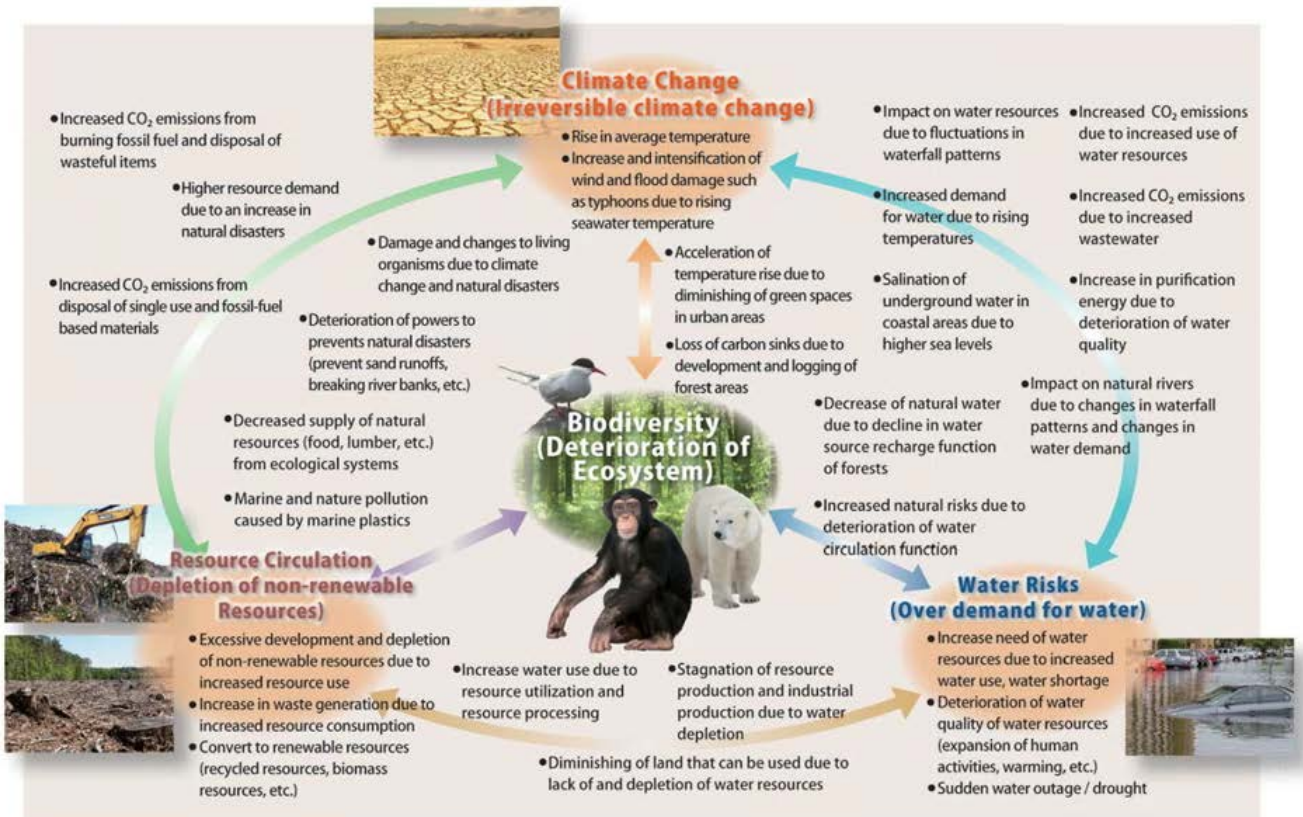 Climate Change
(Irreversible climate change)
•Rise in average temperature
•Increase and intensification of
wind and flood damage such
as typhoons due to rising
seawater temperature
•Increased CO₂ emissions from
burning fossil fuel and disposal of
wasteful items
•Higher resource demand
due to an increase in
natural disasters
•Increased CO₂ emissions from
disposal of single use and fossil-fuel
based materials
•Damage and changes to living
organisms due to climate
change and natural disasters
•Deterioration of powers to
prevents natural disasters
(prevent sand runoffs,
breaking river banks, etc.)
•Acceleration of
temperature rise due to
diminishing of green spaces
in urban areas
•Loss of carbon sinks due to
development and logging of
forest areas
•Impact on water resources
due to fluctuations in
waterfall patterns
•Increased demand
for water due to rising
temperatures
•Salination of
underground water in
coastal areas due to
higher sea levels
•Increased CO₂ emissions
due to increased use of
water resources
•Increased CO₂ emissions
due to increased
wastewater
•Increase in purification
energy due to
deterioration of water
quality
•Impact on natural rivers
due to changes in waterfall
patterns and changes in
water demand
•Decreased supply of natural
resources (food, lumber, etc.)
from ecological systems
•Marine and nature pollution
caused by marine plastics
Biodiversity
(Deterioration of
Ecosystem)
•Decrease of natural water
due to decline in water
source recharge function
of forests
•Increased natural risks due to
deterioration of water
circulation function
Resource Circulation
(Depletion of non-renewable
Resources)
•Excessive development and depletion
of non-renewable resources due to
increased resource use
•Increase in waste generation due to
increased resource consumption
•Convert to renewable resources
(recycled resources, biomass
resources, etc.)
•Increase water use due to
resource utilization and
resource processing
•Stagnation of resource
production and industrial
production due to water
depletion
•Diminishing of land that can be used due to
lack of and depletion of water resources
Water Risks
(Over demand for water)
•Increase need of water
resources due to increased
water use, water shortage
•Deterioration of water
quality of water resources
(expansion of human
activities, warming, etc.)
•Sudden water outage / drought